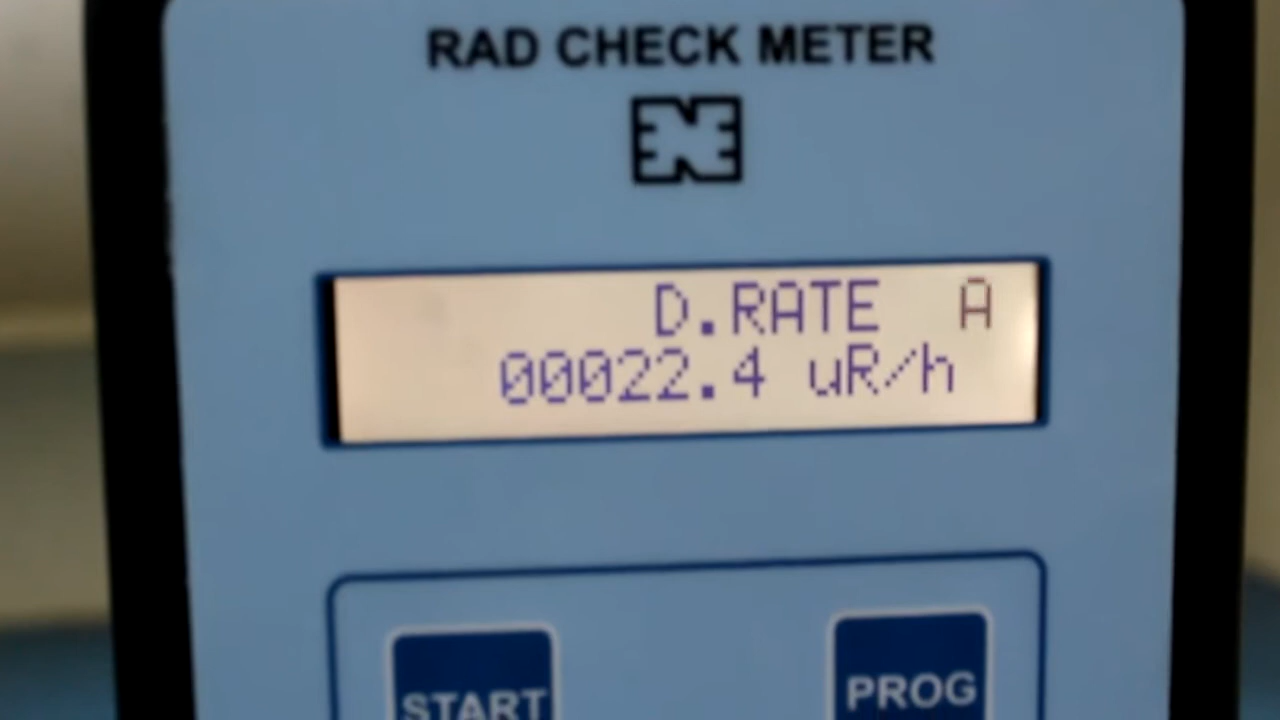 RAD CHECK METER
D.RATE A
00022.4 uR/h
START PROG